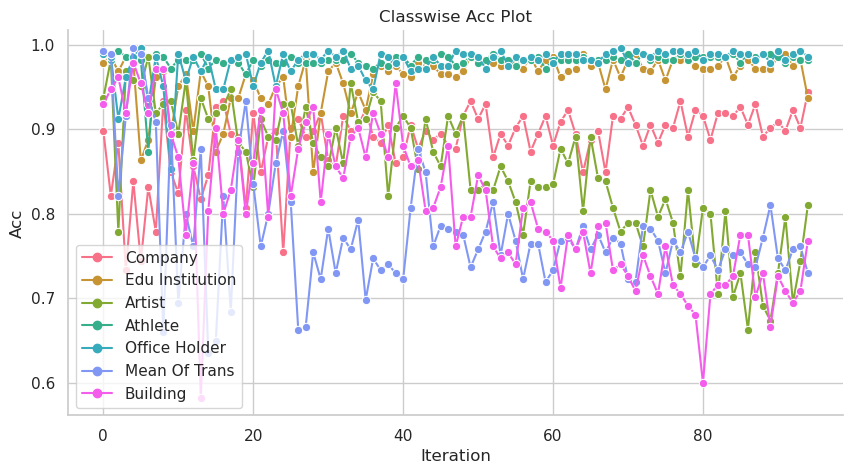 Classwise Acc Plot
1.0
0.9
0.8
0.7
0.6
Acc
Company
Edu Institution
Artist
Athlete
Office Holder
Mean Of Trans
Building
0 20 40 60 80
Iteration